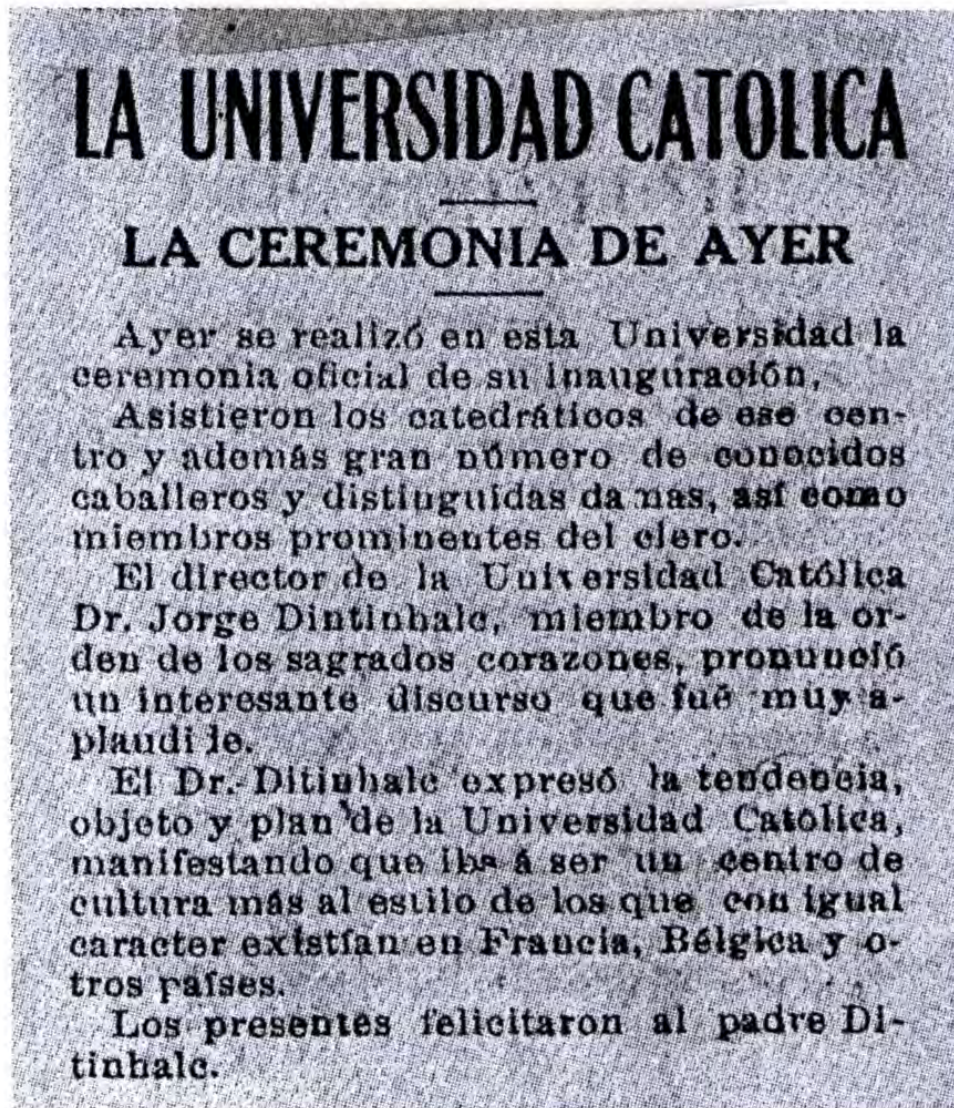 LA UNIVERSIDAD CATOLICA
LA CEREMONIA DE AYER
Ayer se realizó en esta Universidad la
ceremonia oficial de su inauguración,
Asistieron los catedráticos de ese cen-
tro y además gran número de conocidos
caballeros y distinguidas damas, así como
miembros prominentes del clero.
El director de la Universidad Católica
Dr. Jorge Dintinhalc, miembro de la or-
den de los sagrados corazones, pronunció
un interesante discurso que fué muy a-
plaudi lo.
El Dr. Ditinhalc expresó la tendencia,
objeto y plan de la Universidad Católica,
manifestando que iba á ser un centro de
cultura más al estilo de los que con igual
caracter existían en Francia, Bélgica y o-
tros países.
Los presentes felicitaron al padre Di-
tinhalc.